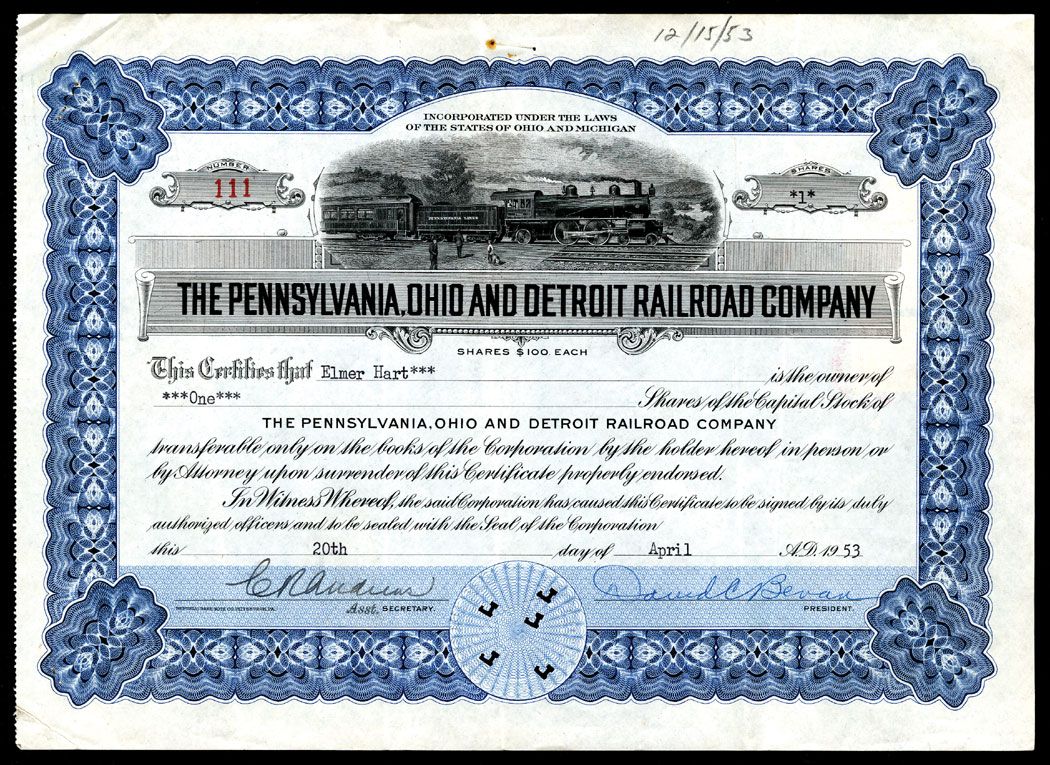 12/15/53
INCORPORATED UNDER THE LAWS
OF THE STATES OF OHIO AND MICHIGAN
NUMBER
111
SHARES
*1*
PENNSYLVANIA LINES
THE PENNSYLVANIA, OHIO AND DETROIT RAILROAD COMPANY
SHARES $100 EACH
This Certifies that Elmer Hart*** is the owner of
***One*** Shares of the Capital Stock of
THE PENNSYLVANIA, OHIO AND DETROIT RAILROAD COMPANY
transferable only on the books of the Corporation by the holder hereof in person or
by Attorney upon surrender of this Certificate properly endorsed.
In Witness Whereof, the said Corporation has caused this Certificate to be signed by its duly
authorized officers and to be sealed with the Seal of the Corporation
this 20th day of April A.D. 1953
David C Bevan
Asst. SECRETARY.
PRESIDENT.